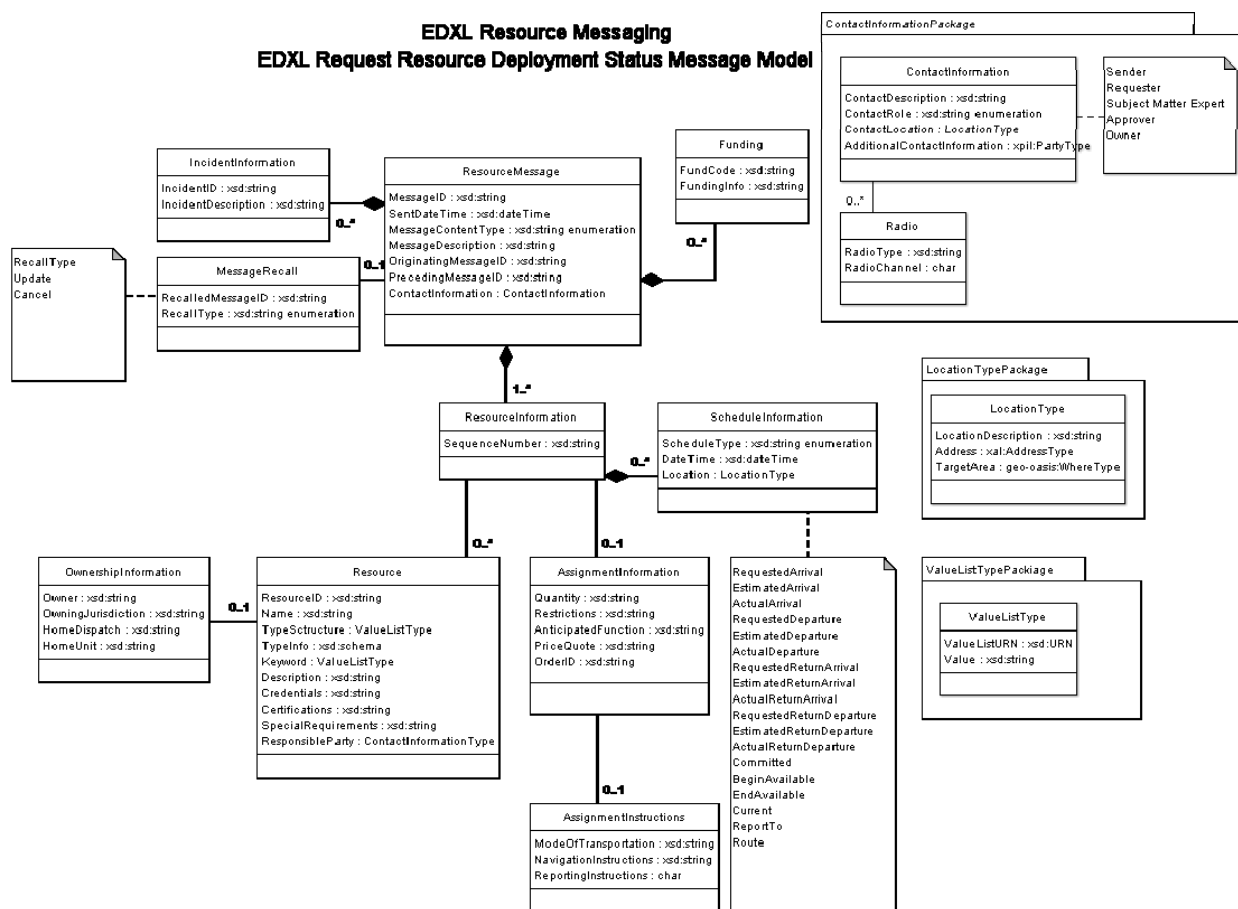 EDXL Resource Messaging
EDXL Request Resource Deployment Status Message Model
ContactInformationPackage
ContactInformation
ContactDescription : xsd:string
ContactRole : xsd:string enumeration
ContactLocation : LocationType
AdditionalContactInformation : xpil:PartyType
Sender
Requester
Subject Matter Expert
Approver
Owner
0..*
Radio
RadioType : xsd:string
RadioChannel : char
IncidentInformation
IncidentID : xsd:string
IncidentDescription : xsd:string
0..*
ResourceMessage
MessageID : xsd:string
SentDateTime : xsd:dateTime
MessageContentType : xsd:string enumeration
MessageDescription : xsd:string
OriginatingMessageID : xsd:string
PrecedingMessageID : xsd:string
ContactInformation : ContactInformation
Funding
FundCode : xsd:string
FundingInfo : xsd:string
0..*
RecallType
Update
Cancel
MessageRecall
RecalledMessageID : xsd:string
RecallType : xsd:string enumeration
0..1
1..*
ResourceInformation
SequenceNumber : xsd:string
0..*
ScheduleInformation
ScheduleType : xsd:string enumeration
DateTime : xsd:dateTime
Location : LocationType
LocationTypePackage
LocationType
LocationDescription : xsd:string
Address : xal:AddressType
TargetArea : geo-oasis:WhereType
0..*
0..1
OwnershipInformation
Owner : xsd:string
OwningJurisdiction : xsd:string
HomeDispatch : xsd:string
HomeUnit : xsd:string
0..1
Resource
ResourceID : xsd:string
Name : xsd:string
TypeSctructure : ValueListType
TypeInfo : xsd:schema
Keyword : ValueListType
Description : xsd:string
Credentials : xsd:string
Certifications : xsd:string
SpecialRequirements : xsd:string
ResponsibleParty : ContactInformationType
AssignmentInformation
Quantity : xsd:string
Restrictions : xsd:string
AnticipatedFunction : xsd:string
PriceQuote : xsd:string
OrderID : xsd:string
0..1
AssignmentInstructions
ModeOfTransportation : xsd:string
NavigationInstructions : xsd:string
ReportingInstructions : char
RequestedArrival
EstimatedArrival
ActualArrival
RequestedDeparture
EstimatedDeparture
ActualDeparture
RequestedReturnArrival
EstimatedReturnArrival
ActualReturnArrival
RequestedReturnDeparture
EstimatedReturnDeparture
ActualReturnDeparture
Committed
BeginAvailable
EndAvailable
Current
ReportTo
Route
ValueListTypePackiage
ValueListType
ValueListURN : xsd:URN
Value : xsd:string